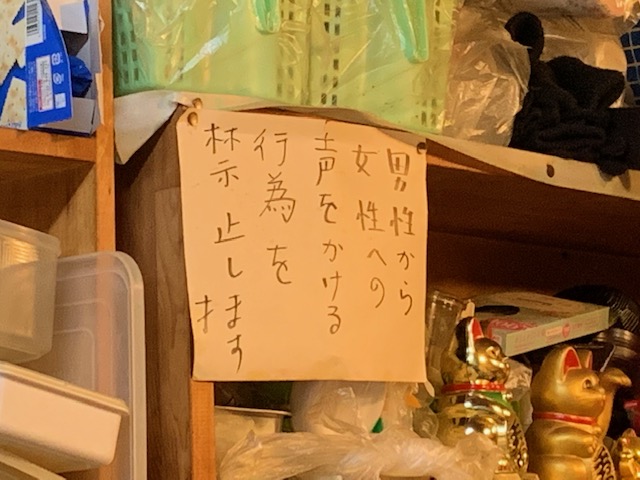 男性から
女性への
声をかける
行為を
禁止します